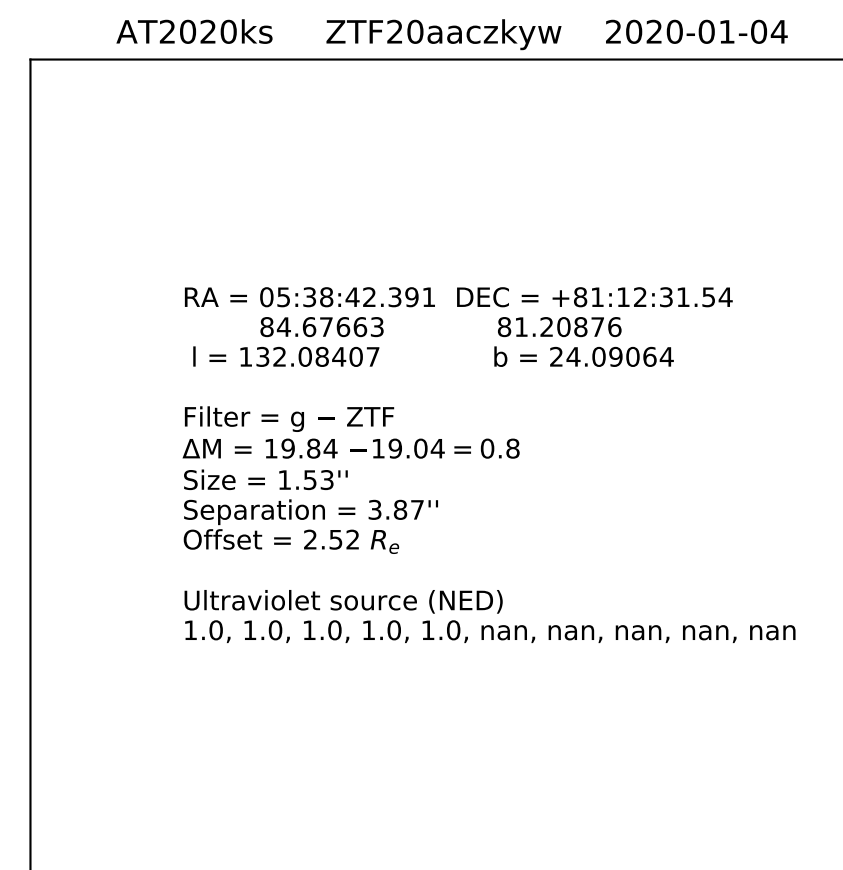 AT2020ks ZTF20aaczkyw 2020-01-04
RA = 05:38:42.391 DEC = +81:12:31.54
84.67663 81.20876
l = 132.08407 b = 24.09064
Filter = g − ZTF
ΔM = 19.84 −19.04 = 0.8
Size = 1.53''
Separation = 3.87''
Offset = 2.52 Re
Ultraviolet source (NED)
1.0, 1.0, 1.0, 1.0, 1.0, nan, nan, nan, nan, nan